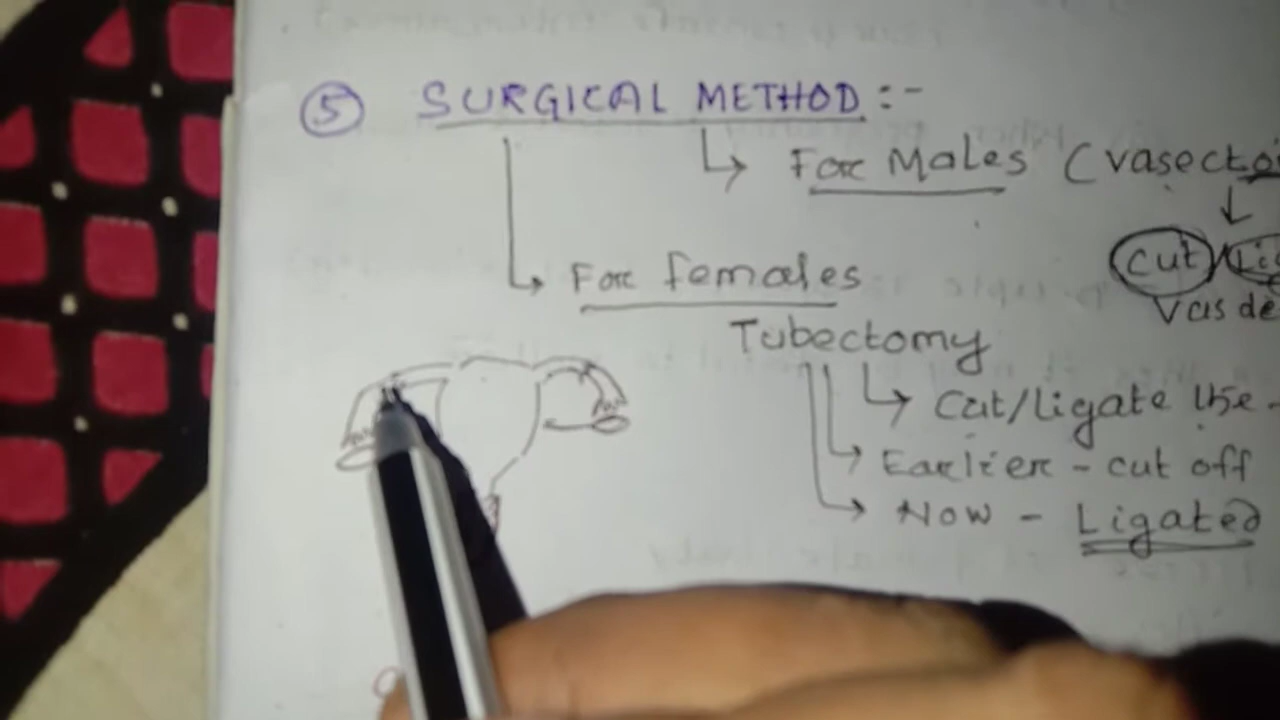 ⑤ SURGICAL METHOD :-
For Males (vasecto
cut /
Vas de
For females
Tubectomy
Cut/Ligate the -
Earlier - cut off
Now - Ligated